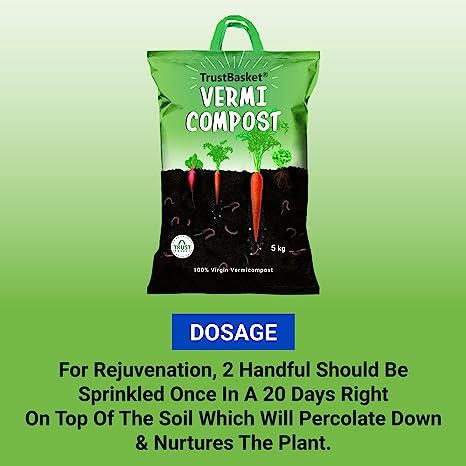 TrustBasket®
VERMI
COMPOST
5 kg
TRUST
100% Virgin Vermicompost
DOSAGE
For Rejuvenation, 2 Handful Should Be
Sprinkled Once In A 20 Days Right
On Top Of The Soil Which Will Percolate Down
& Nurtures The Plant.